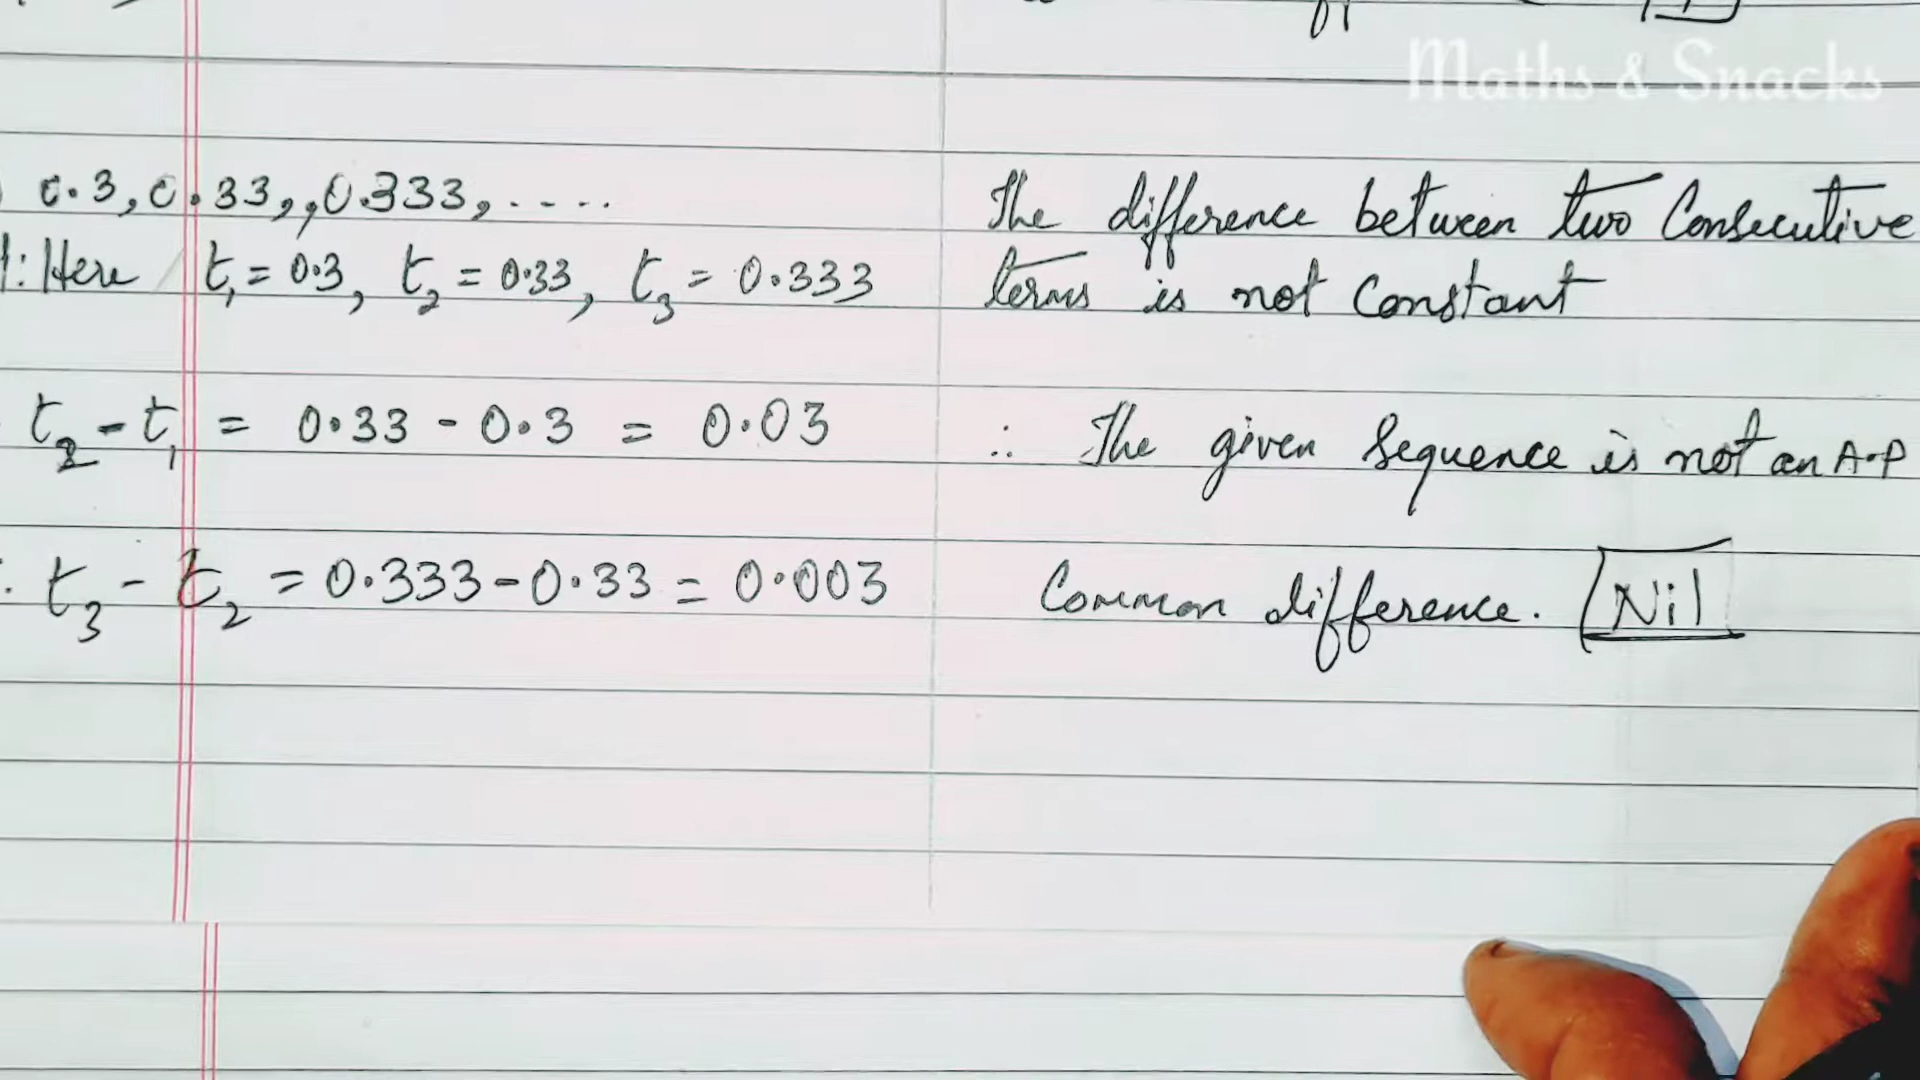 Maths & Snacks
0.3, 0.33,, 0.333, ....
: Here t₁ = 0.3, t₂ = 0.33, t₃ = 0.333
t₂ - t₁ = 0.33 - 0.3 = 0.03
t₃ - t₂ = 0.333 - 0.33 = 0.003
The difference between two Consecutive
terms is not Constant
∴ The given Sequence is not an A.P
Common difference. Nil